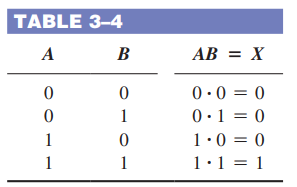 TABLE 3–4
A B AB = X
0 0 0·0 = 0
0 1 0·1 = 0
1 0 1·0 = 0
1 1 1·1 = 1